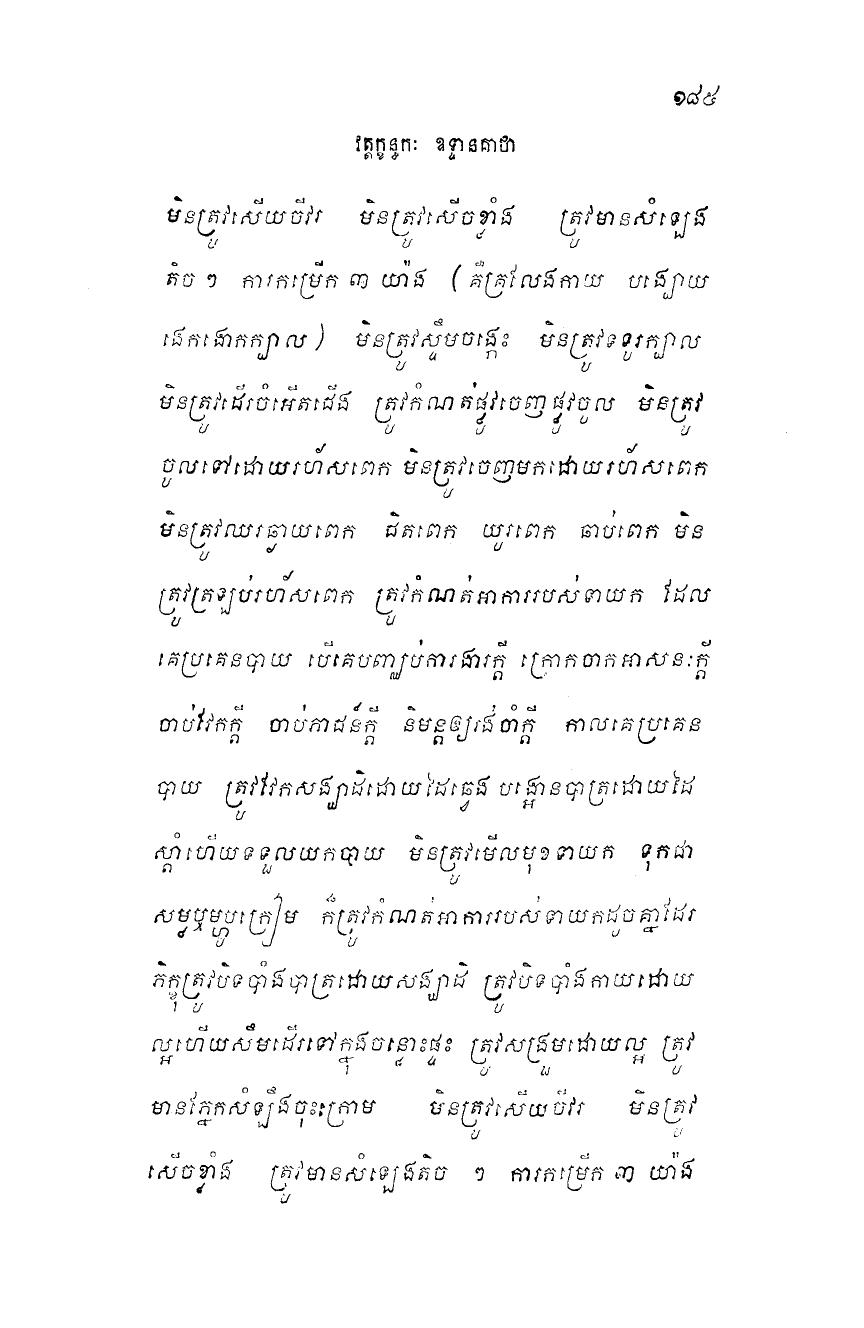 ១៨៥
វត្តក្ខន្ធកៈ ឧទ្ទានគាថា
មិនត្រូវសើយចីវរ មិនត្រូវសើចខ្លាំង ត្រូវមានសំឡេង
តិច ៗ ការកម្រើក ៣ យ៉ាង (គឺគ្រលែងកាយ បង្ហោយ
ងេកងោកក្បាល) មិនត្រូវស្ទឹមចង្កេះ មិនត្រូវទទូរក្បាល
មិនត្រូវដើរចំអើតជើង ត្រូវកំណត់ផ្លូវចេញផ្លូវចូល មិនត្រូវ
ចូលទៅដោយរហ័សពេក មិនត្រូវចេញមកដោយរហ័សពេក
មិនត្រូវឈរឆ្ងាយពេក ជិតពេក យូរពេក ឆាប់ពេក មិន
ត្រូវត្រឡប់រហ័សពេក ត្រូវកំណត់អាការរបស់ទាយក ដែល
គេប្រគេនបាយ បើគេបញ្ឈប់ការងារក្តី ក្រោកចាកអាសនៈក្តី
ចាប់វែកក្តី ចាប់ភាជន៍ក្តី និមន្តឲ្យរង់ចាំក្តី កាលគេប្រគេន
បាយ ត្រូវវែកសង្ឃាដិដោយដៃឆ្វេង បង្អោនបាត្រដោយដៃ
ស្តាំហើយទទួលយកបាយ មិនត្រូវមើលមុខទាយក ទុកជា
សម្លឬម្ហូបក្រៀម ក៏ត្រូវកំណត់អាការរបស់ទាយកដូចគ្នាដែរ
ភិក្ខុត្រូវបិទបាំងបាត្រដោយសង្ឃាដិ ត្រូវបិទបាំងកាយដោយ
ល្អហើយសឹមដើរទៅក្នុងចន្លោះផ្ទះ ត្រូវសង្រួមដោយល្អ ត្រូវ
មានភ្នែកសំឡឹងចុះក្រោម មិនត្រូវសើយចីវរ មិនត្រូវ
សើចខ្លាំង ត្រូវមានសំឡេងតិច ៗ ការកម្រើក ៣ យ៉ាង